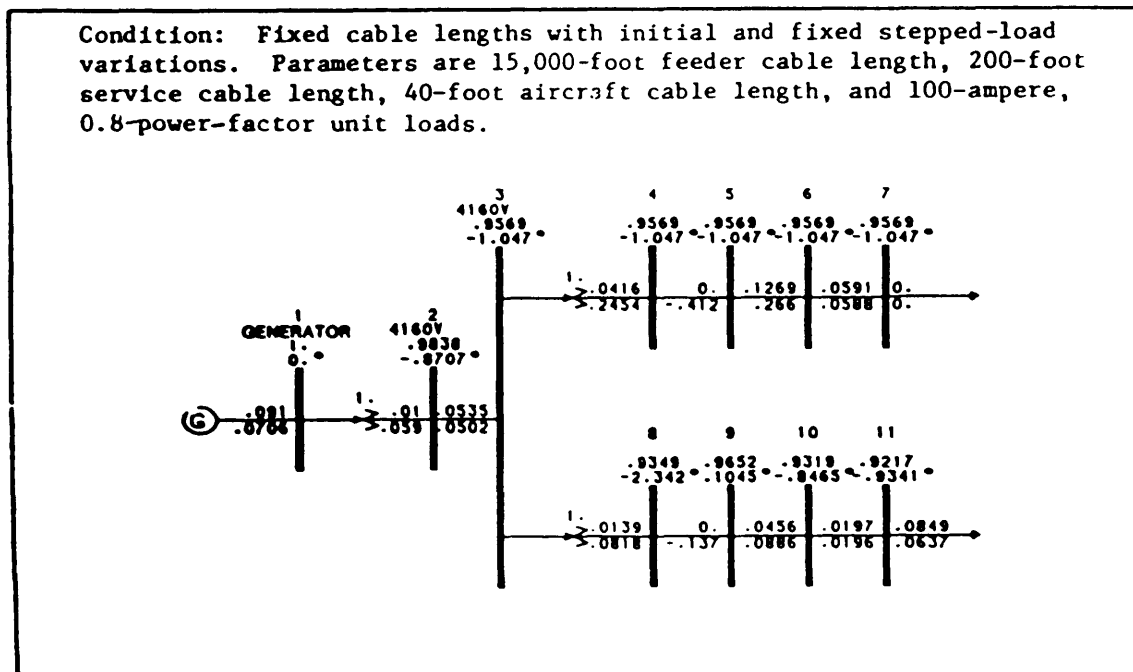 Condition: Fixed cable lengths with initial and fixed stepped-load
variations. Parameters are 15,000-foot feeder cable length, 200-foot
service cable length, 40-foot aircraft cable length, and 100-ampere,
0.8-power-factor unit loads.
3 4 5 6 7
4160V
.9569 .9569 .9569 .9569 .9569
-1.047° -1.047° -1.047° -1.047° -1.047°
1. .0416 0. .1269 .0591 0.
.2454 -.412 .266 .0588 0.
1 2
GENERATOR 4160V
1. .9838
0.° -.8707°
G .091 1. .01 .0535
.0706 .059 .0502
8 9 10 11
.9349 .9652 .9319 .9217
-2.342° .1045° -.8465° -.9341°
1. .0139 0. .0456 .0197 .0849
.0818 -.137 .0886 .0196 .0637